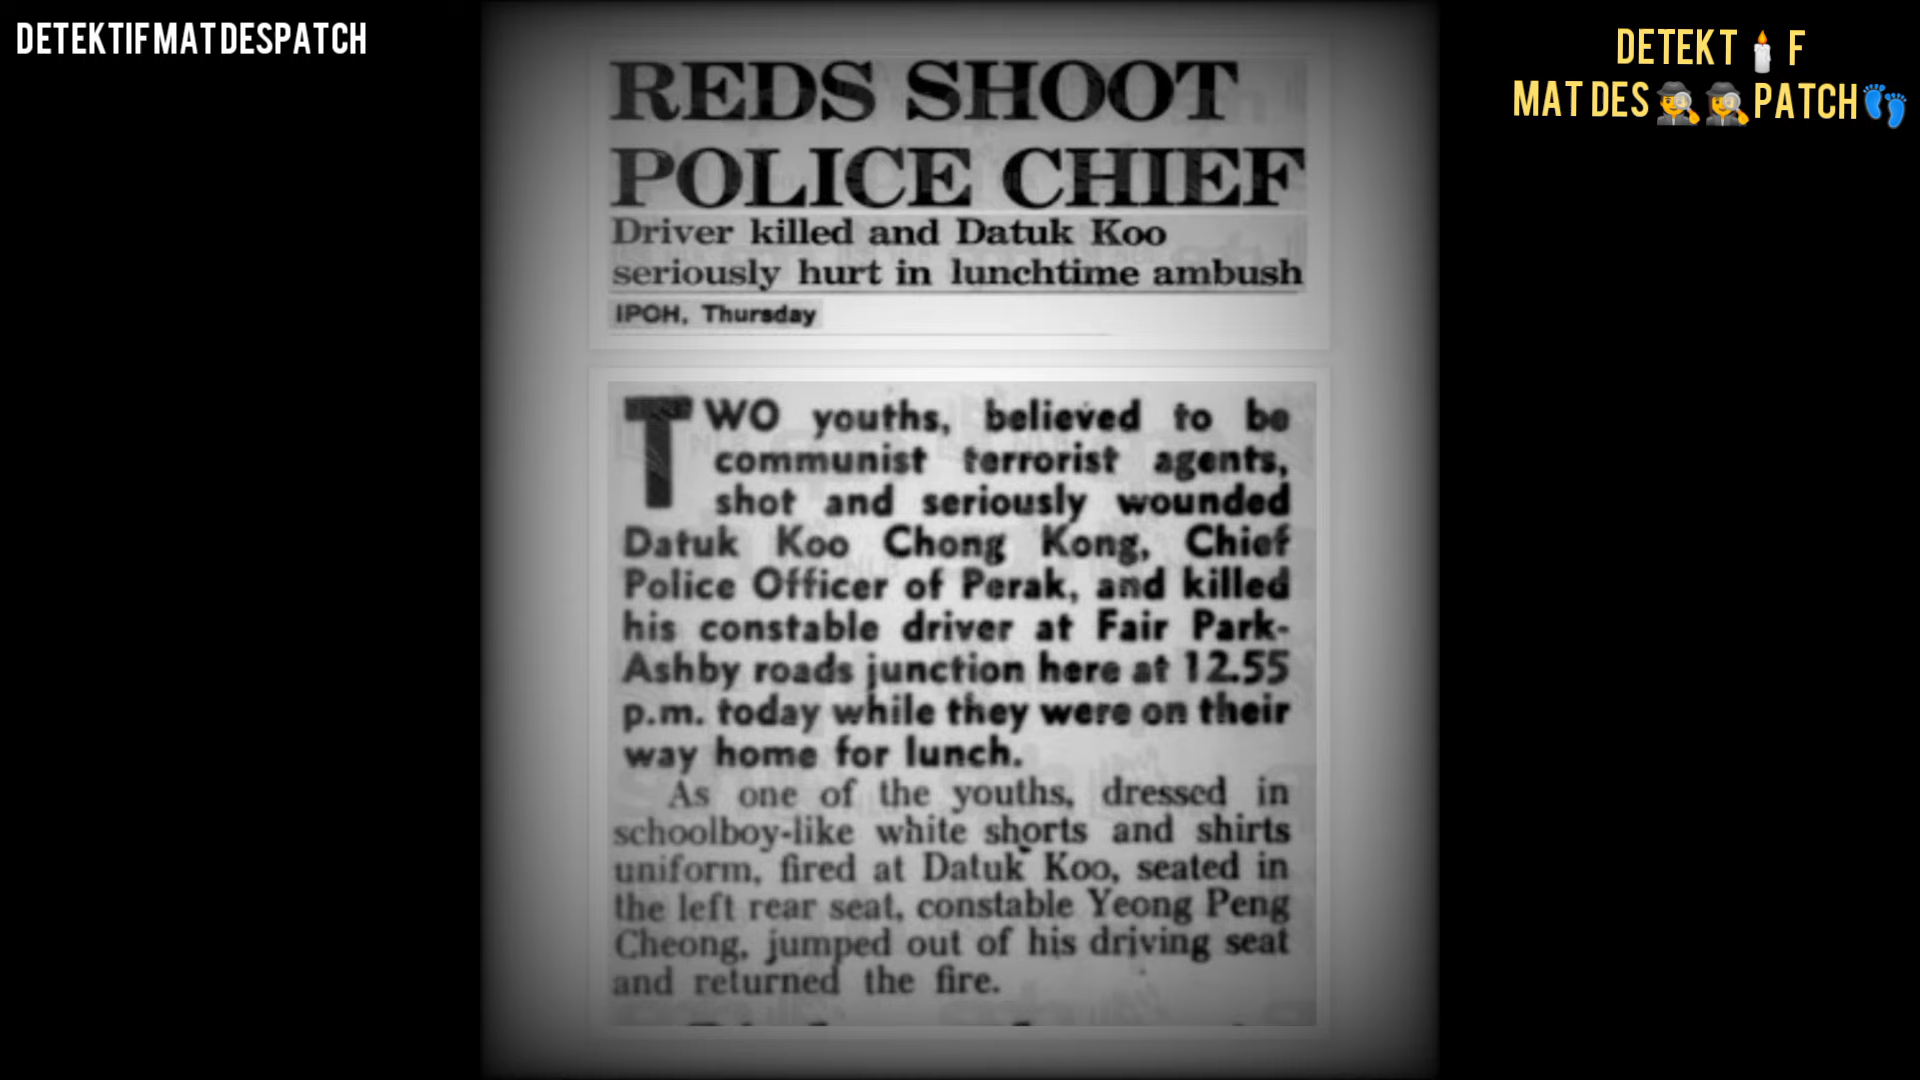 DETEKTIF MAT DESPATCH
DETEKT🕯️F
MAT DES🕵️🕵️PATCH👣
REDS SHOOT
POLICE CHIEF
Driver killed and Datuk Koo
seriously hurt in lunchtime ambush
IPOH, Thursday
TWO youths, believed to be
communist terrorist agents,
shot and seriously wounded
Datuk Koo Chong Kong, Chief
Police Officer of Perak, and killed
his constable driver at Fair Park-
Ashby roads junction here at 12.55
p.m. today while they were on their
way home for lunch.
As one of the youths, dressed in
schoolboy-like white shorts and shirts
uniform, fired at Datuk Koo, seated in
the left rear seat, constable Yeong Peng
Cheong, jumped out of his driving seat
and returned the fire.